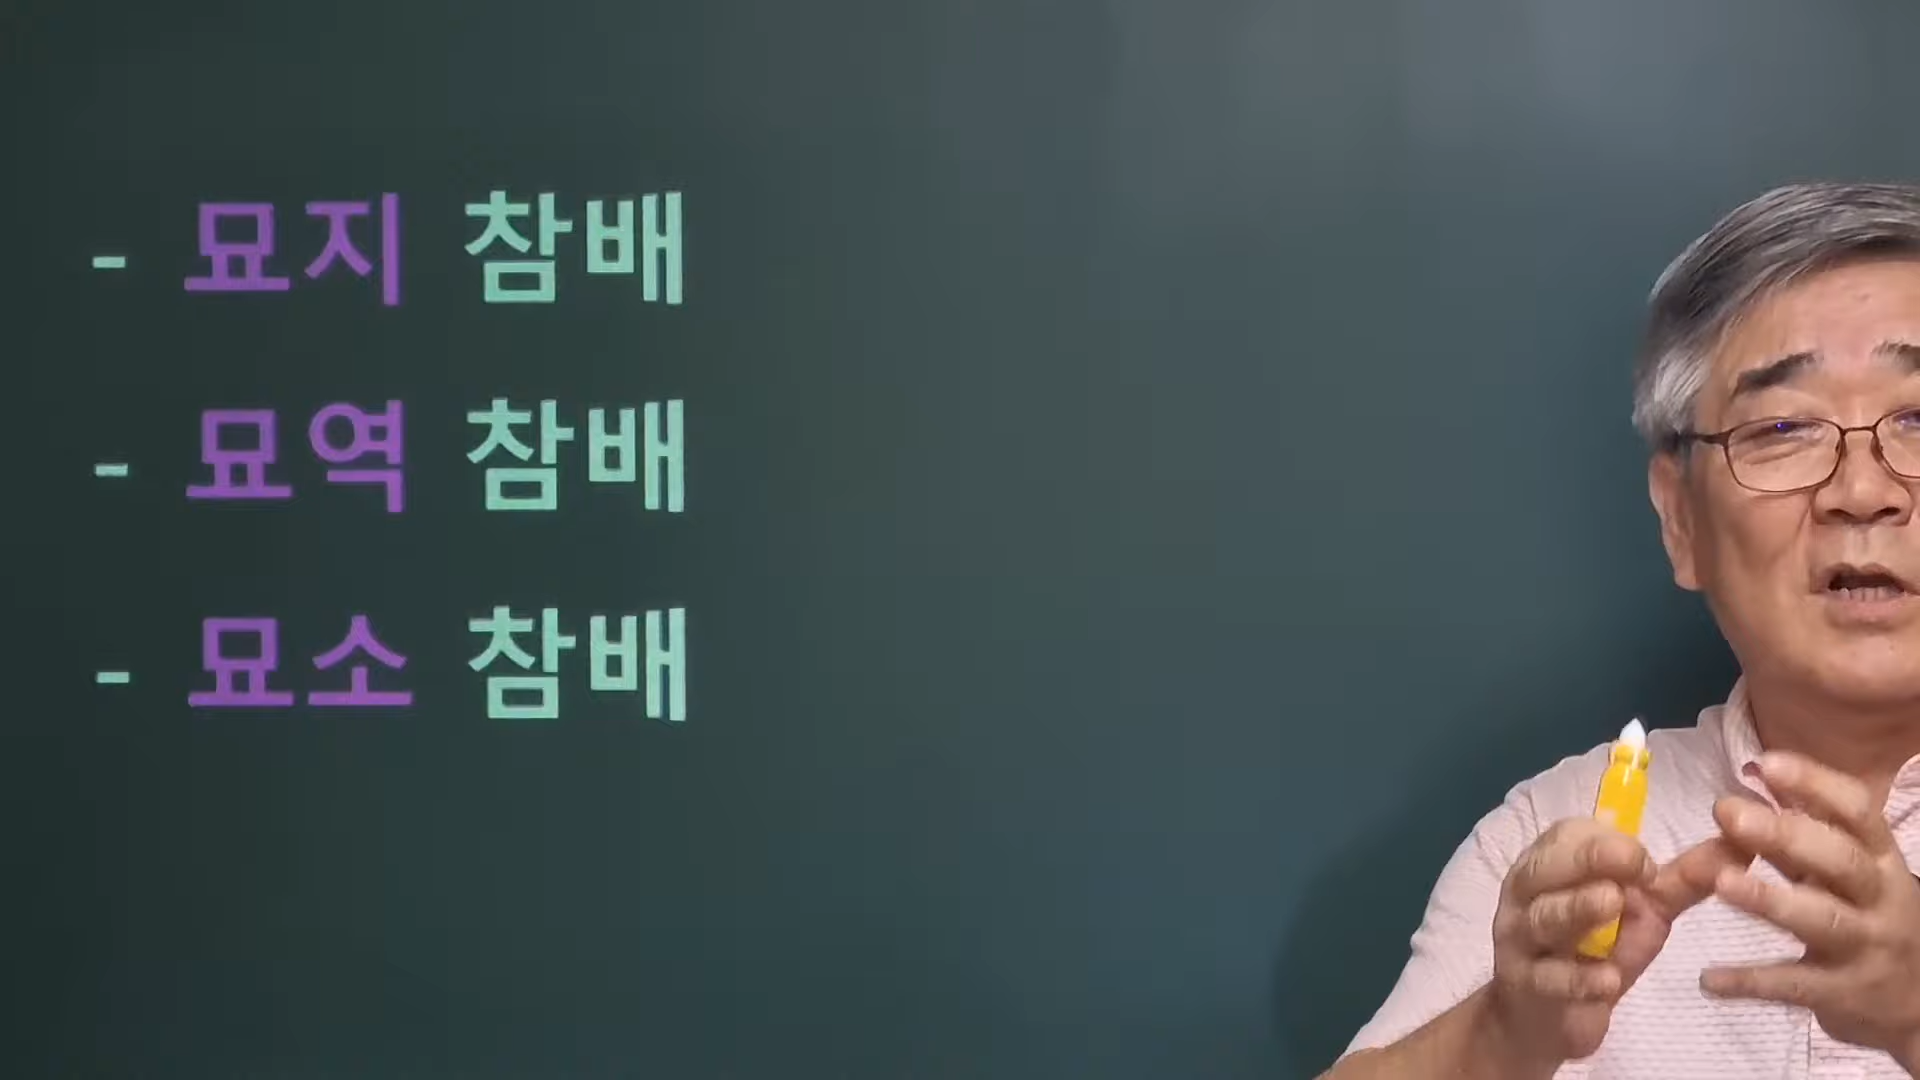 - 묘지 참배
- 묘역 참배
- 묘소 참배